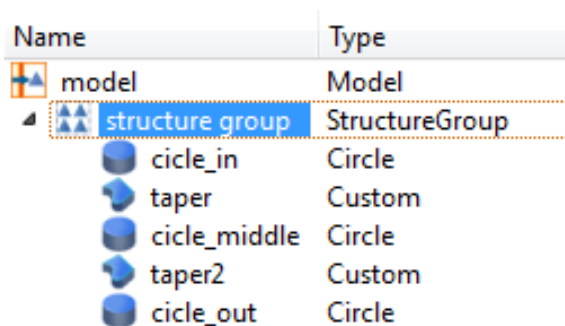 Name Type
model Model
structure group StructureGroup
cicle_in Circle
taper Custom
cicle_middle Circle
taper2 Custom
cicle_out Circle